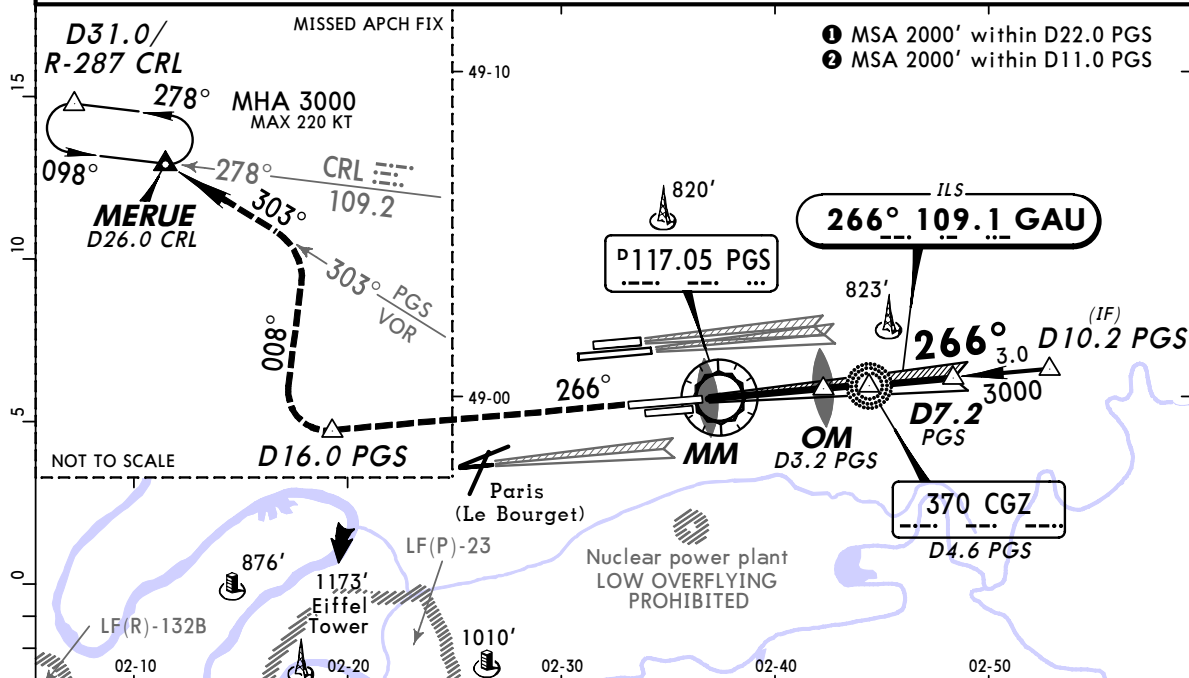 MISSED APCH FIX
D31.0/
R-287 CRL
278°
MHA 3000
MAX 220 KT
098°
278°
CRL
109.2
MERUE
D26.0 CRL
303°
303°
PGS
VOR
008°
266°
D16.0 PGS
NOT TO SCALE
❶ MSA 2000' within D22.0 PGS
❷ MSA 2000' within D11.0 PGS
49-10
15
10
5
0
820'
ILS
266° 109.1 GAU
D117.05 PGS
823'
(IF)
D10.2 PGS
266°
3.0
3000
49-00
D7.2
PGS
MM
OM
D3.2 PGS
Paris
(Le Bourget)
370 CGZ
D4.6 PGS
Nuclear power plant
LOW OVERFLYING
PROHIBITED
LF(P)-23
876'
1173'
Eiffel
Tower
LF(R)-132B
1010'
02-10
02-20
02-30
02-40
02-50